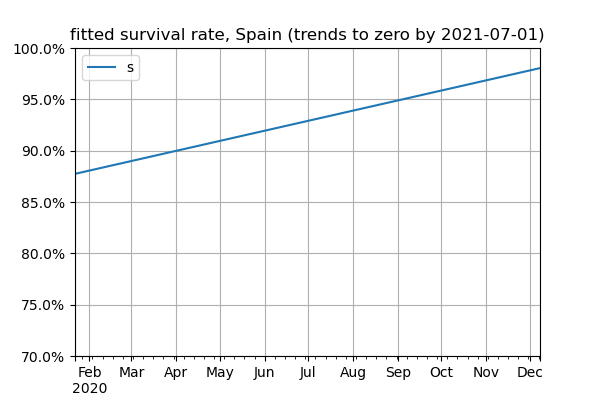 fitted survival rate, Spain (trends to zero by 2021-07-01)
100.0%
s
95.0%
90.0%
85.0%
80.0%
75.0%
70.0%
Feb Mar Apr May Jun Jul Aug Sep Oct Nov Dec
2020